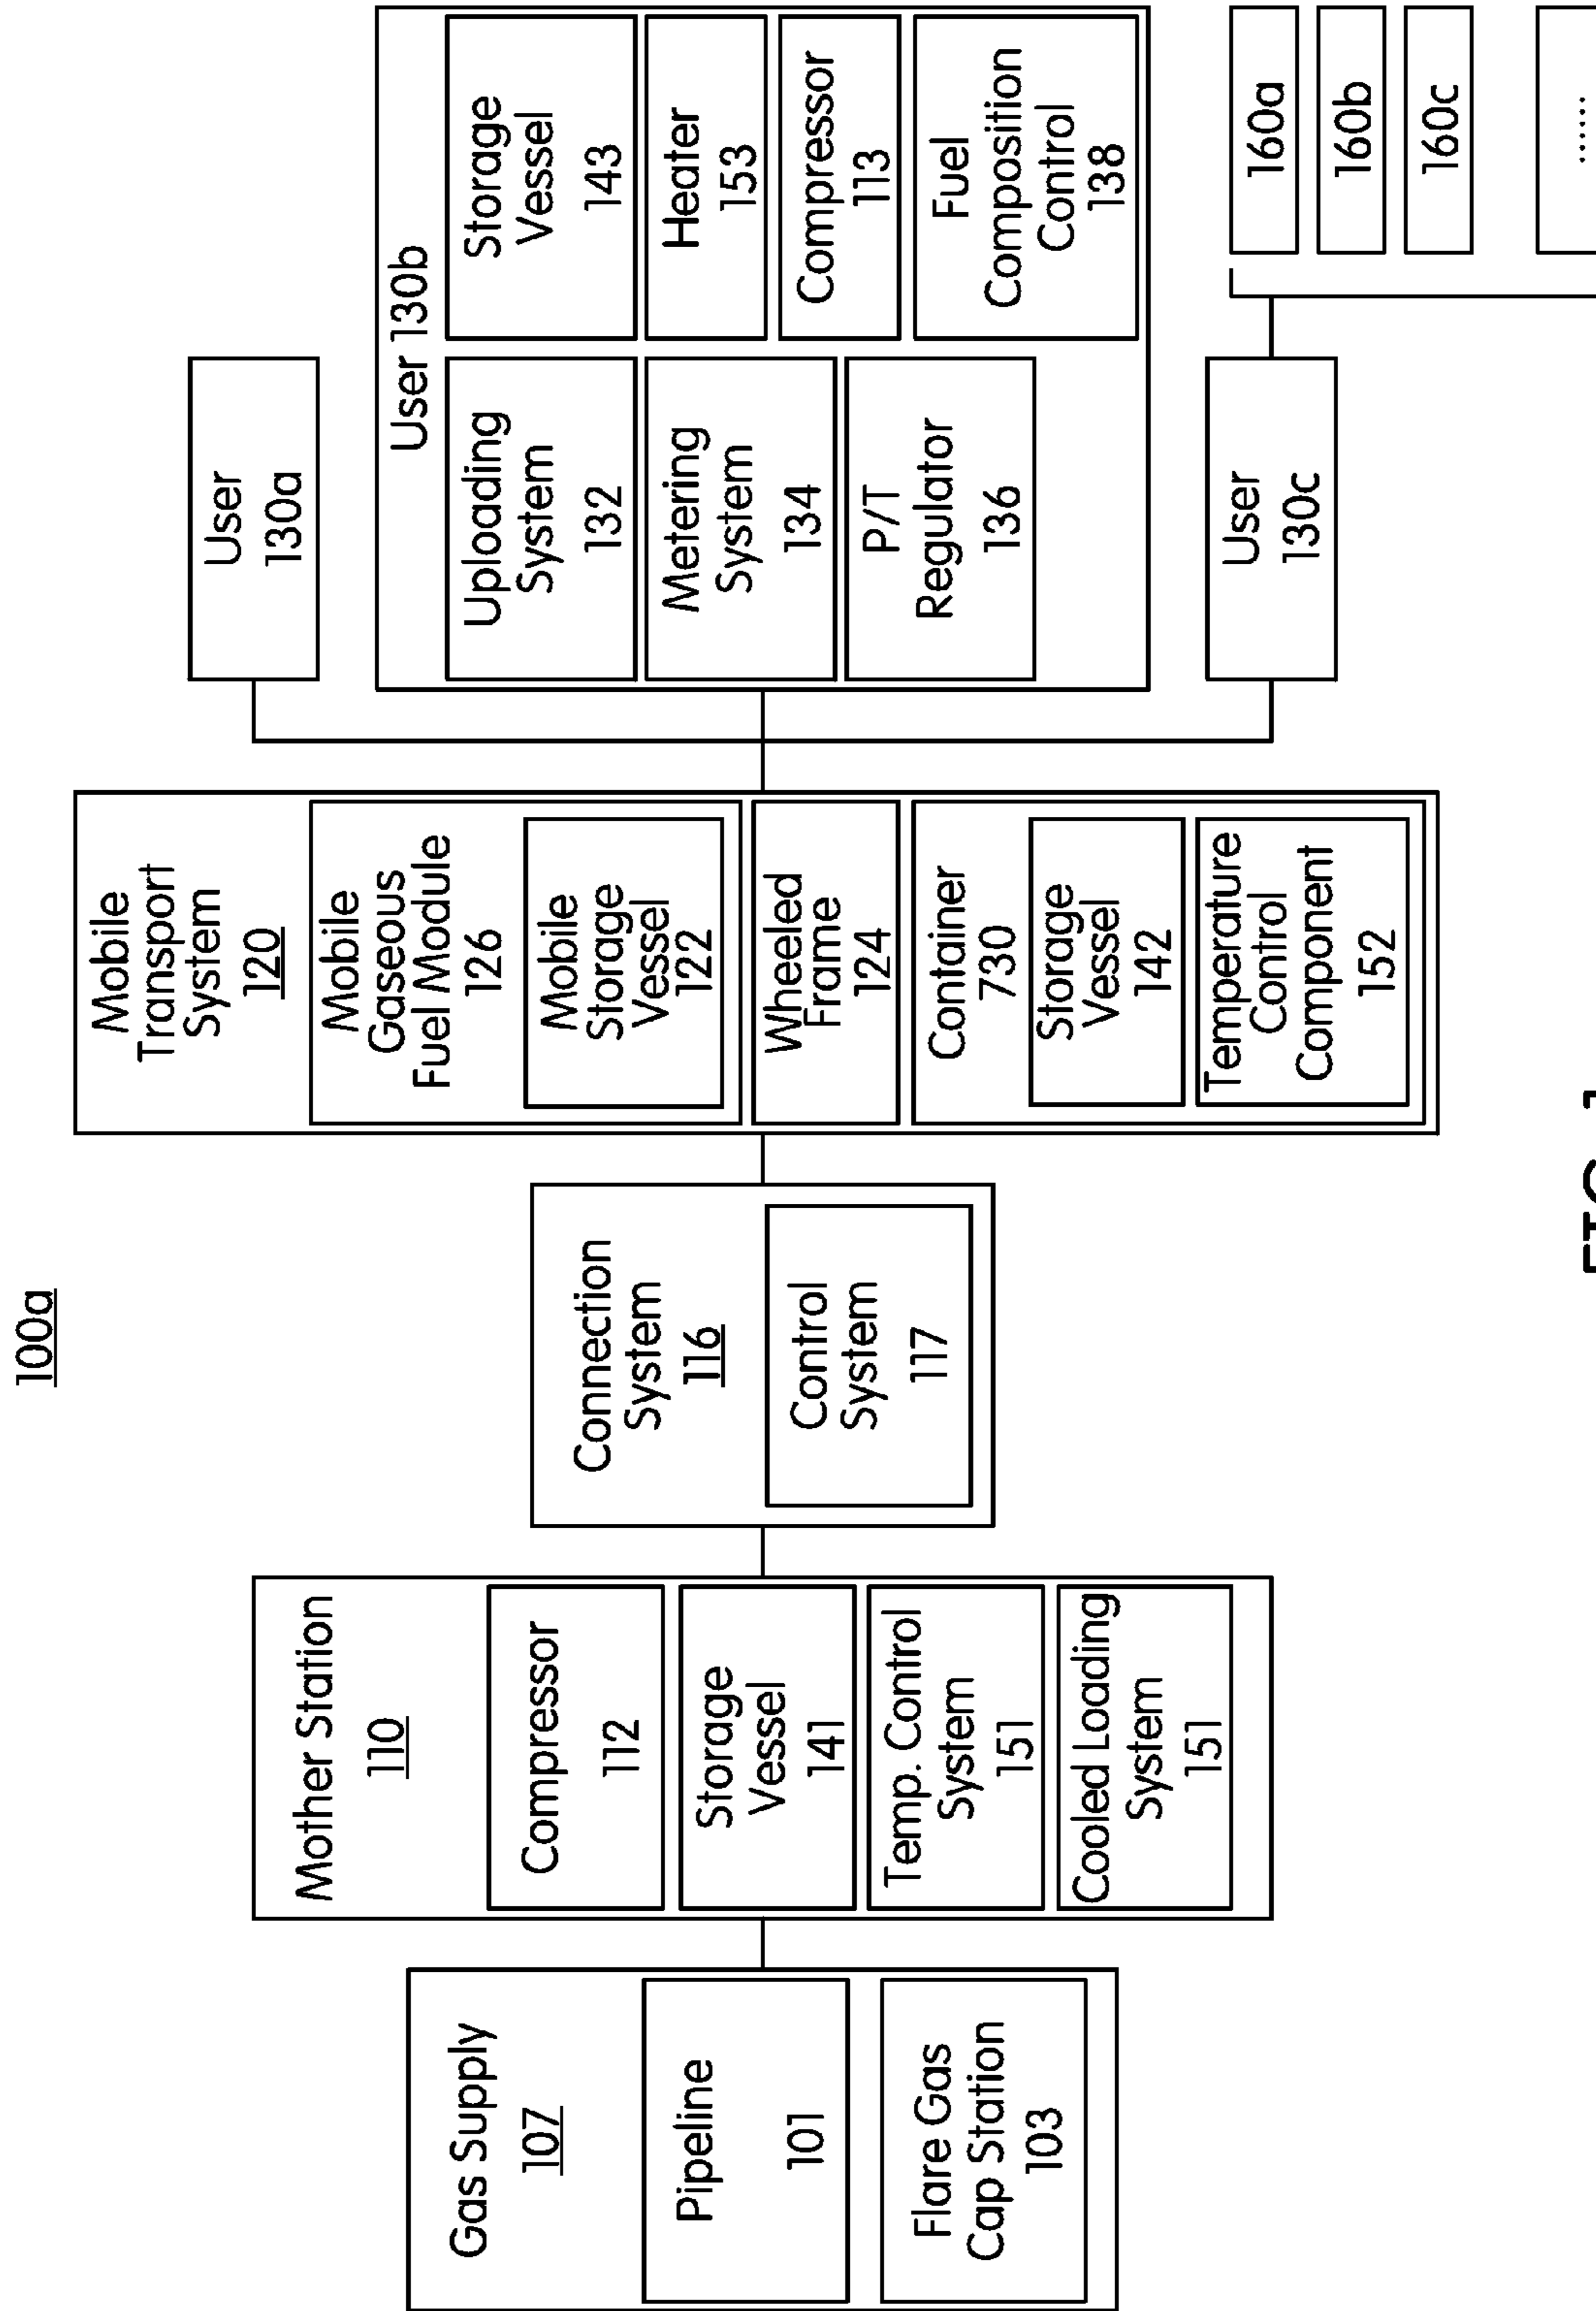 100a
Gas Supply
107
Pipeline
101
Flare Gas
Cap Station
103
Mother Station
110
Compressor
112
Storage
Vessel
141
Temp. Control
System
151
Cooled Loading
System
151
Connection
System
116
Control
System
117
Mobile
Transport
System
120
Mobile
Gaseous
Fuel Module
126
Mobile
Storage
Vessel
122
Wheeled
Frame
124
Container
730
Storage
Vessel
142
Temperature
Control
Component
152
User
130a
User 130b
Uploading
System
132
Metering
System
134
P/T
Regulator
136
Storage
Vessel
143
Heater
153
Compressor
113
Fuel
Composition
Control
138
User
130c
160a
160b
160c
......